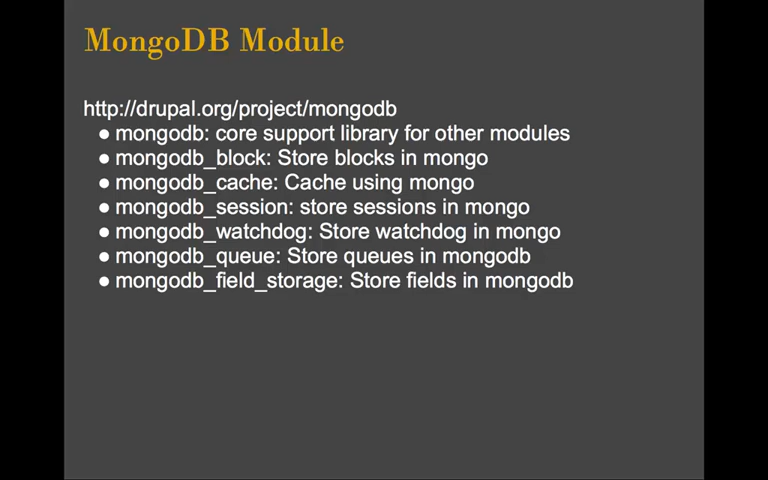 MongoDB Module
http://drupal.org/project/mongodb
● mongodb: core support library for other modules
● mongodb_block: Store blocks in mongo
● mongodb_cache: Cache using mongo
● mongodb_session: store sessions in mongo
● mongodb_watchdog: Store watchdog in mongo
● mongodb_queue: Store queues in mongodb
● mongodb_field_storage: Store fields in mongodb